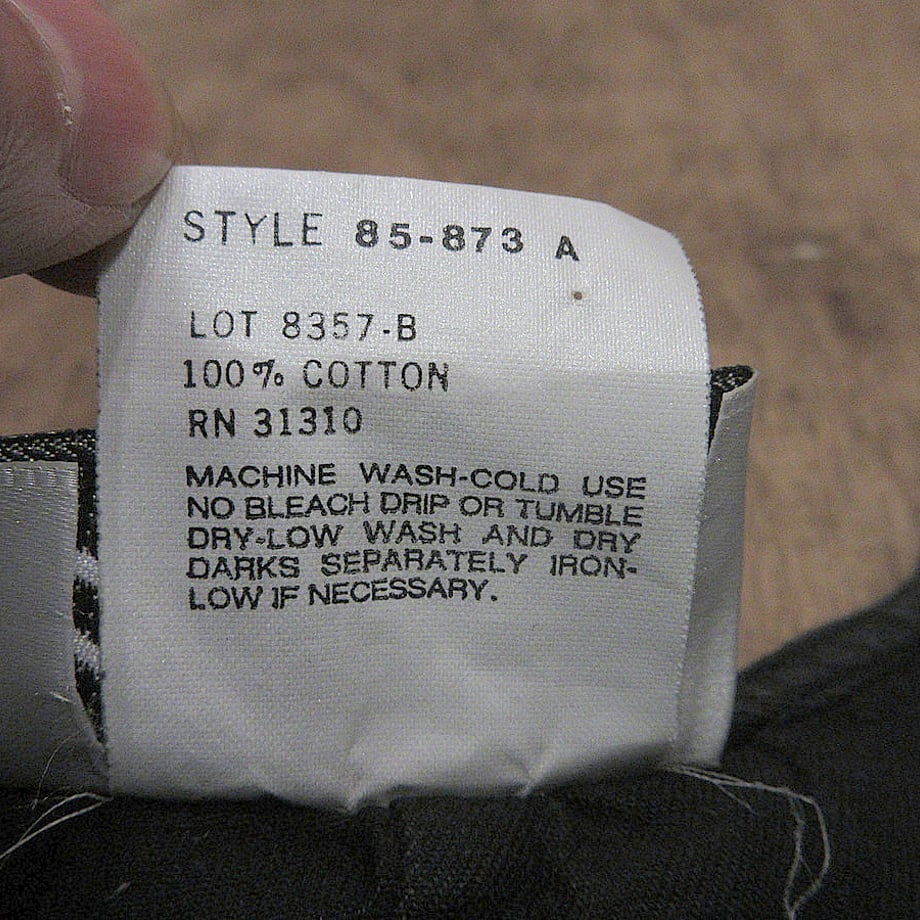 STYLE 85-873 A
LOT 8357-B
100% COTTON
RN 31310
MACHINE WASH-COLD USE
NO BLEACH DRIP OR TUMBLE
DRY-LOW WASH AND DRY
DARKS SEPARATELY IRON-
LOW IF NECESSARY.